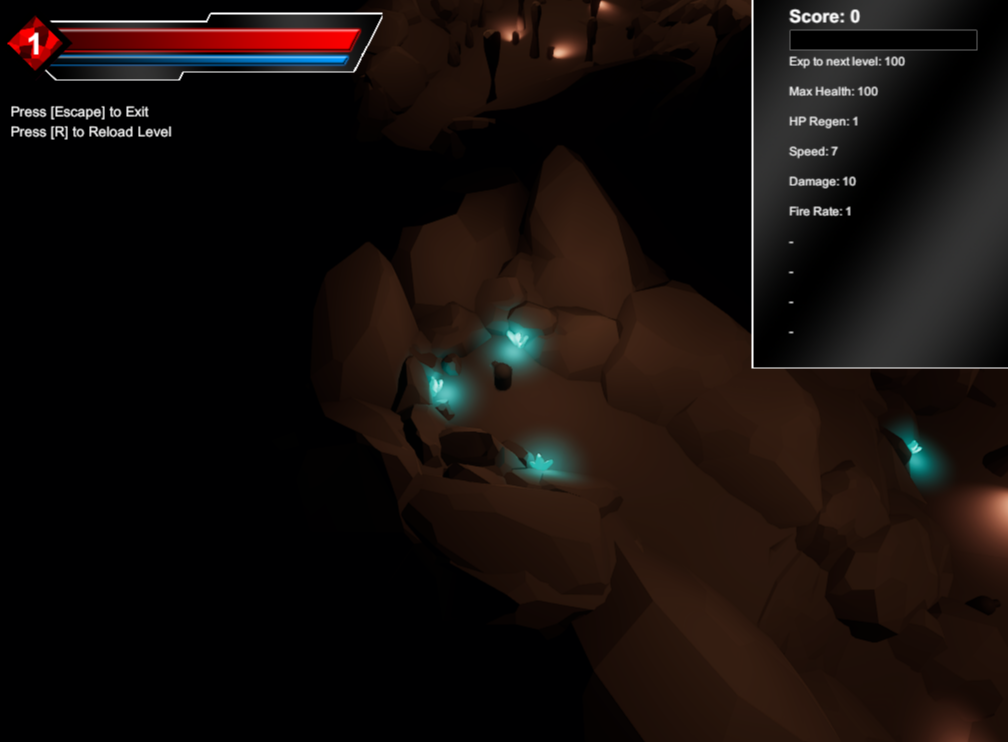 1
Press [Escape] to Exit
Press [R] to Reload Level
Score: 0
Exp to next level: 100
Max Health: 100
HP Regen: 1
Speed: 7
Damage: 10
Fire Rate: 1
-
-
-
-